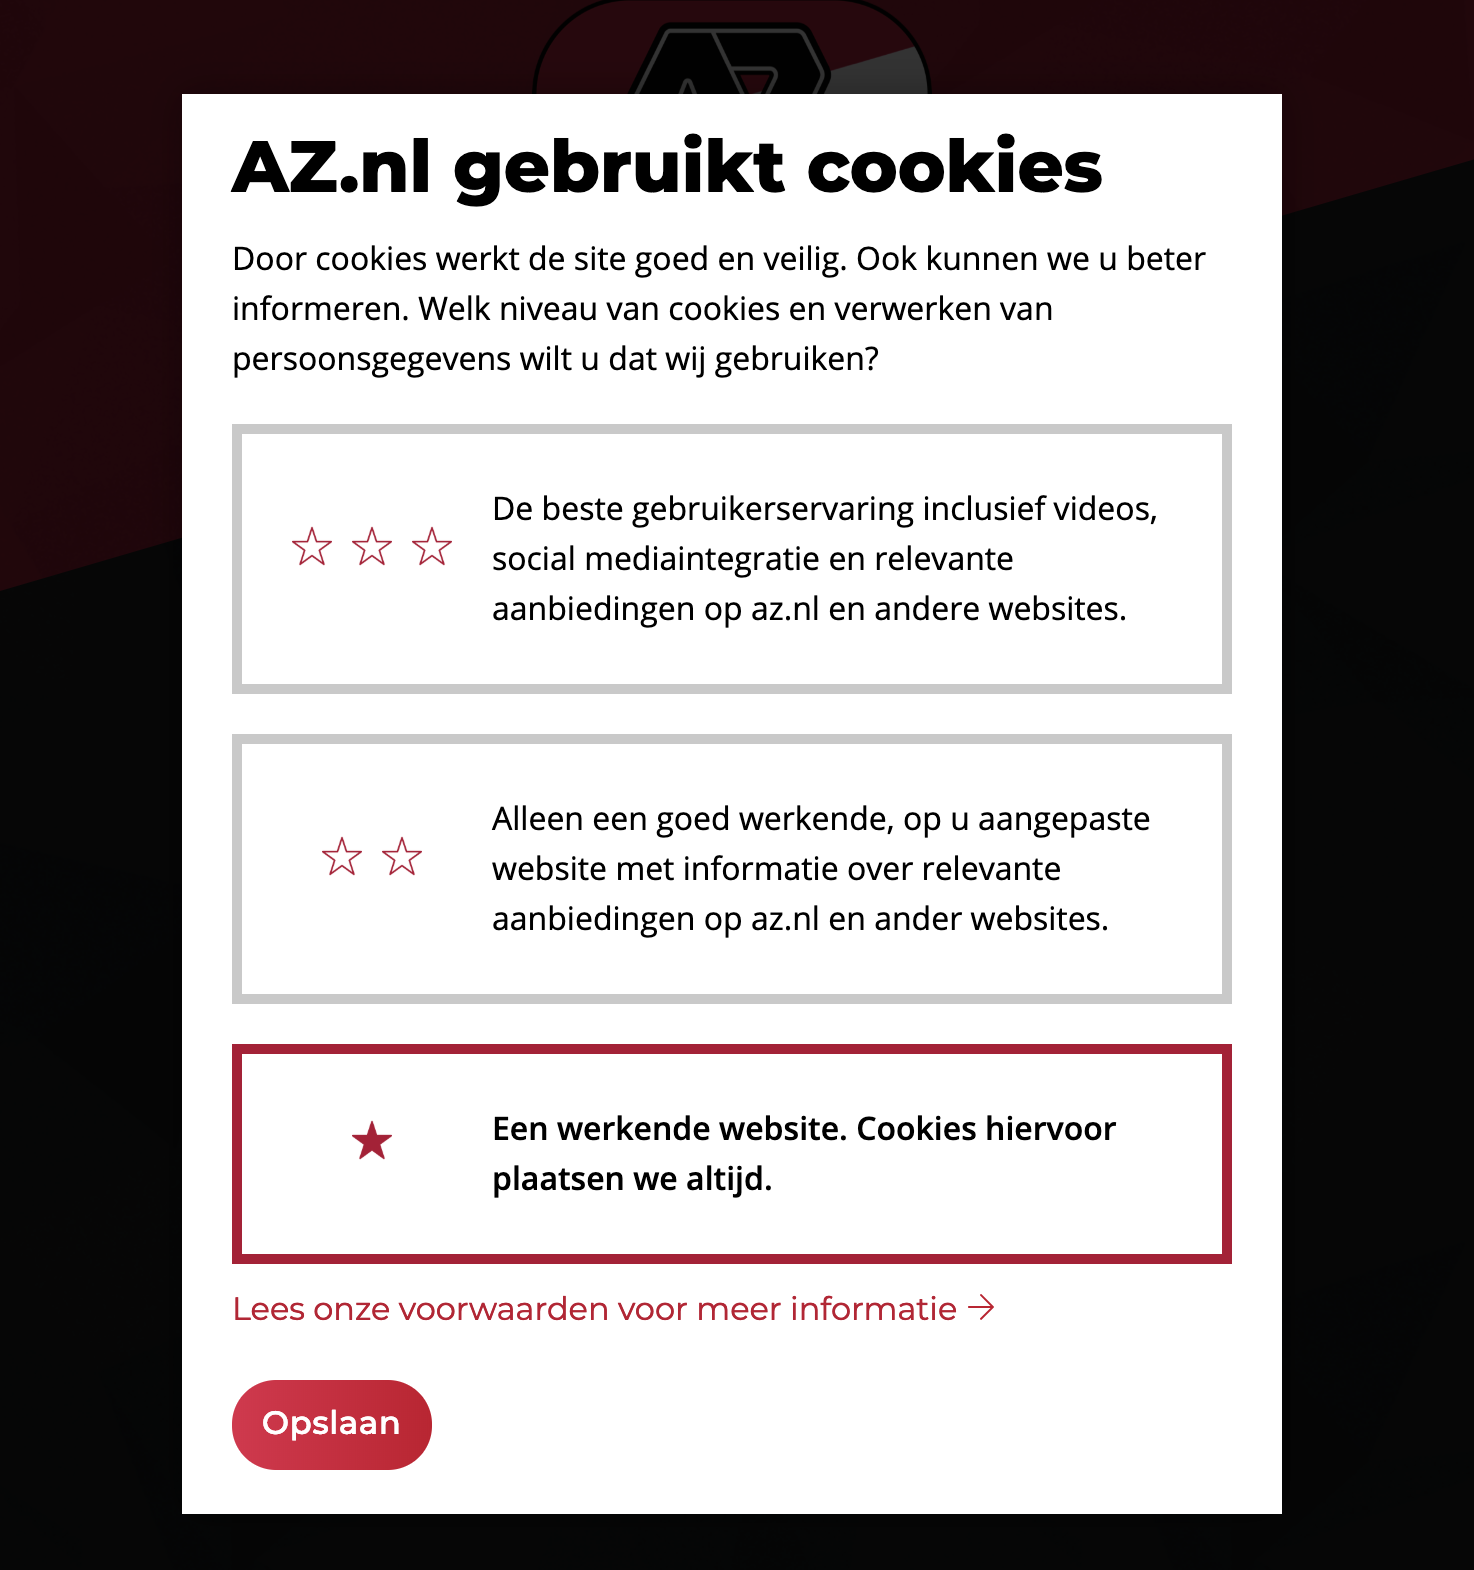 AZ.nl gebruikt cookies
Door cookies werkt de site goed en veilig. Ook kunnen we u beter
informeren. Welk niveau van cookies en verwerken van
persoonsgegevens wilt u dat wij gebruiken?
De beste gebruikerservaring inclusief videos,
social mediaintegratie en relevante
aanbiedingen op az.nl en andere websites.
Alleen een goed werkende, op u aangepaste
website met informatie over relevante
aanbiedingen op az.nl en ander websites.
Een werkende website. Cookies hiervoor
plaatsen we altijd.
Lees onze voorwaarden voor meer informatie →
Opslaan